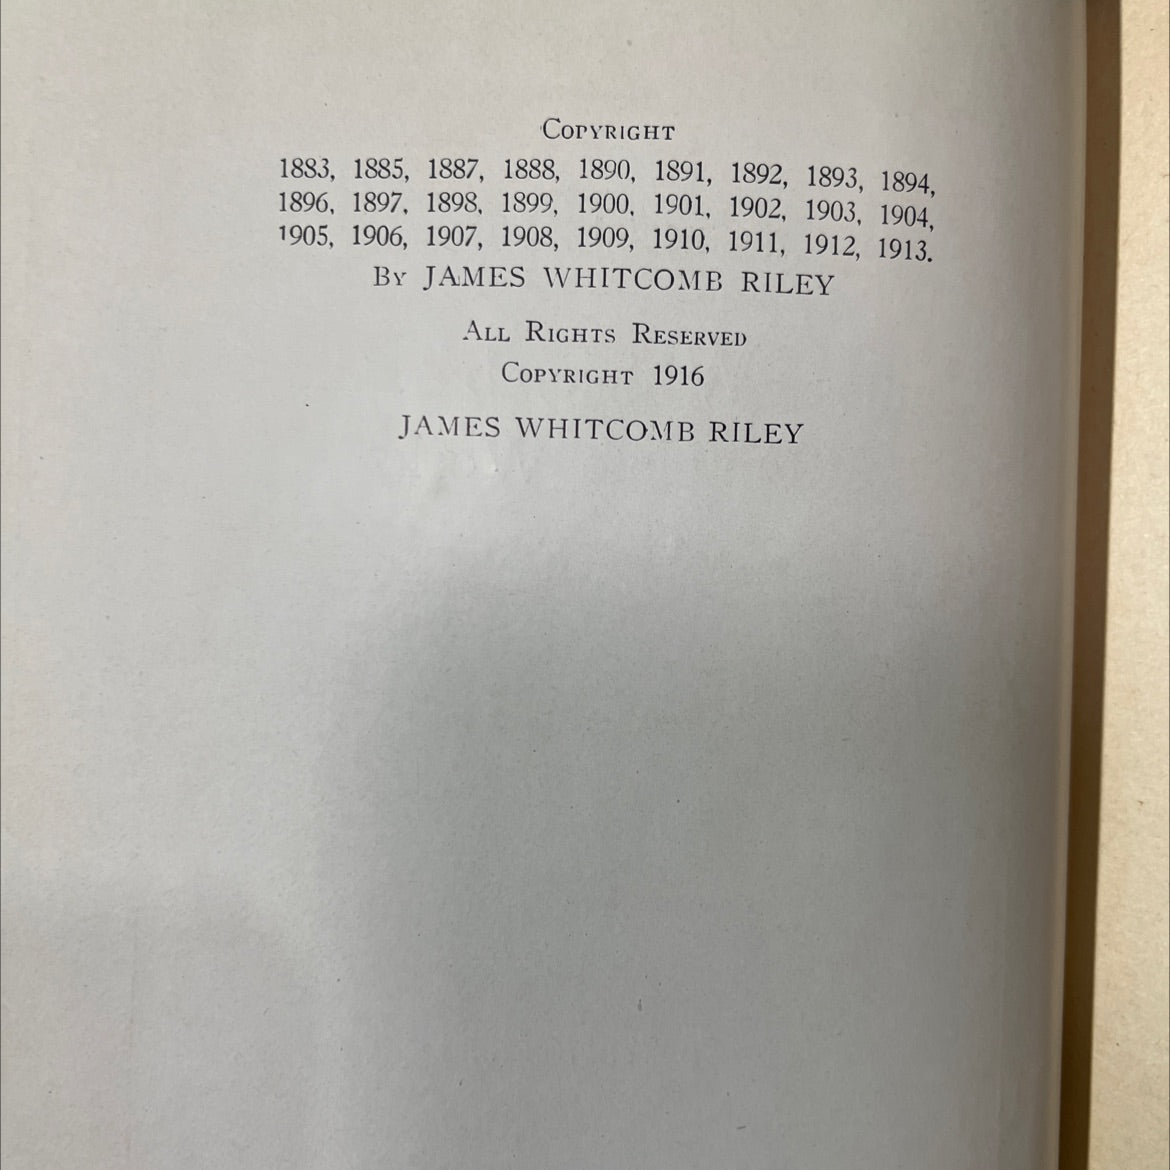 Copyright
1883, 1885, 1887, 1888, 1890, 1891, 1892, 1893, 1894,
1896, 1897, 1898, 1899, 1900, 1901, 1902, 1903, 1904,
1905, 1906, 1907, 1908, 1909, 1910, 1911, 1912, 1913.
By JAMES WHITCOMB RILEY
All Rights Reserved
Copyright 1916
JAMES WHITCOMB RILEY